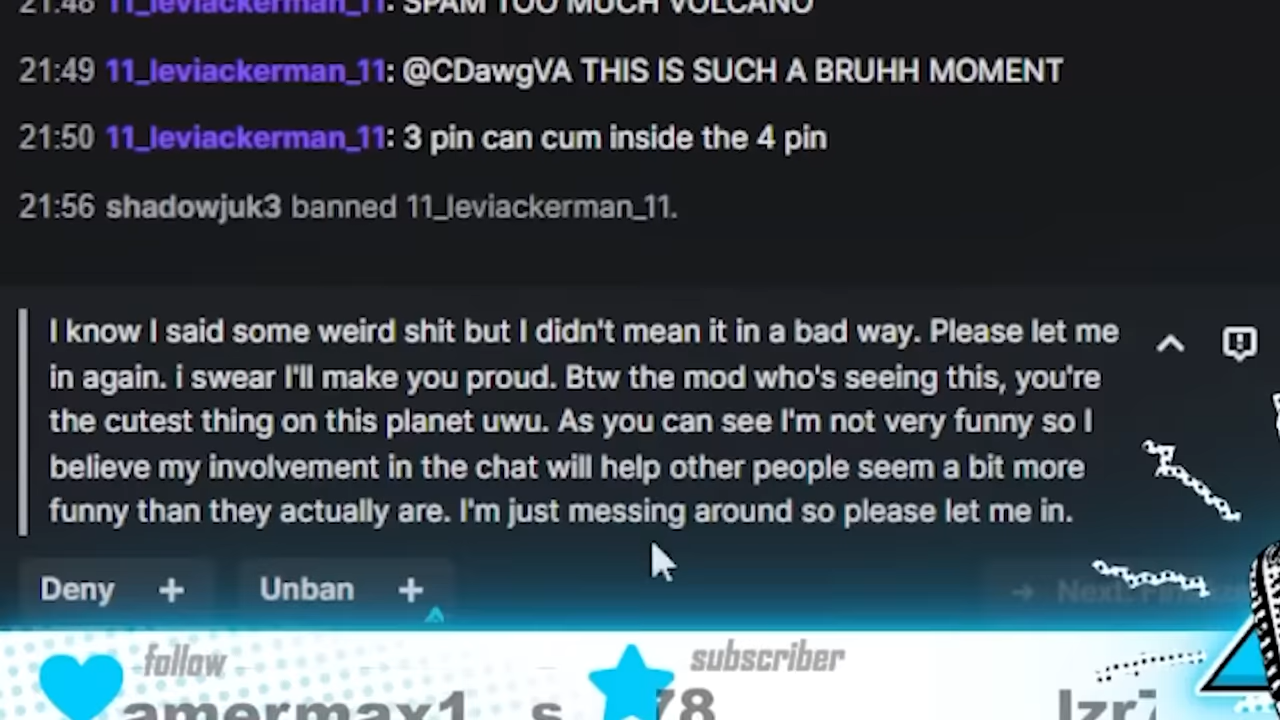 21:48 11_leviackerman_11: SPAM TOO MUCH VOLCANO
21:49 11_leviackerman_11: @CDawgVA THIS IS SUCH A BRUHH MOMENT
21:50 11_leviackerman_11: 3 pin can cum inside the 4 pin
21:56 shadowjuk3 banned 11_leviackerman_11.
I know I said some weird shit but I didn't mean it in a bad way. Please let me
in again. i swear I'll make you proud. Btw the mod who's seeing this, you're
the cutest thing on this planet uwu. As you can see I'm not very funny so I
believe my involvement in the chat will help other people seem a bit more
funny than they actually are. I'm just messing around so please let me in.
Deny + Unban + → Next:
follow subscriber
amermax1 s 78